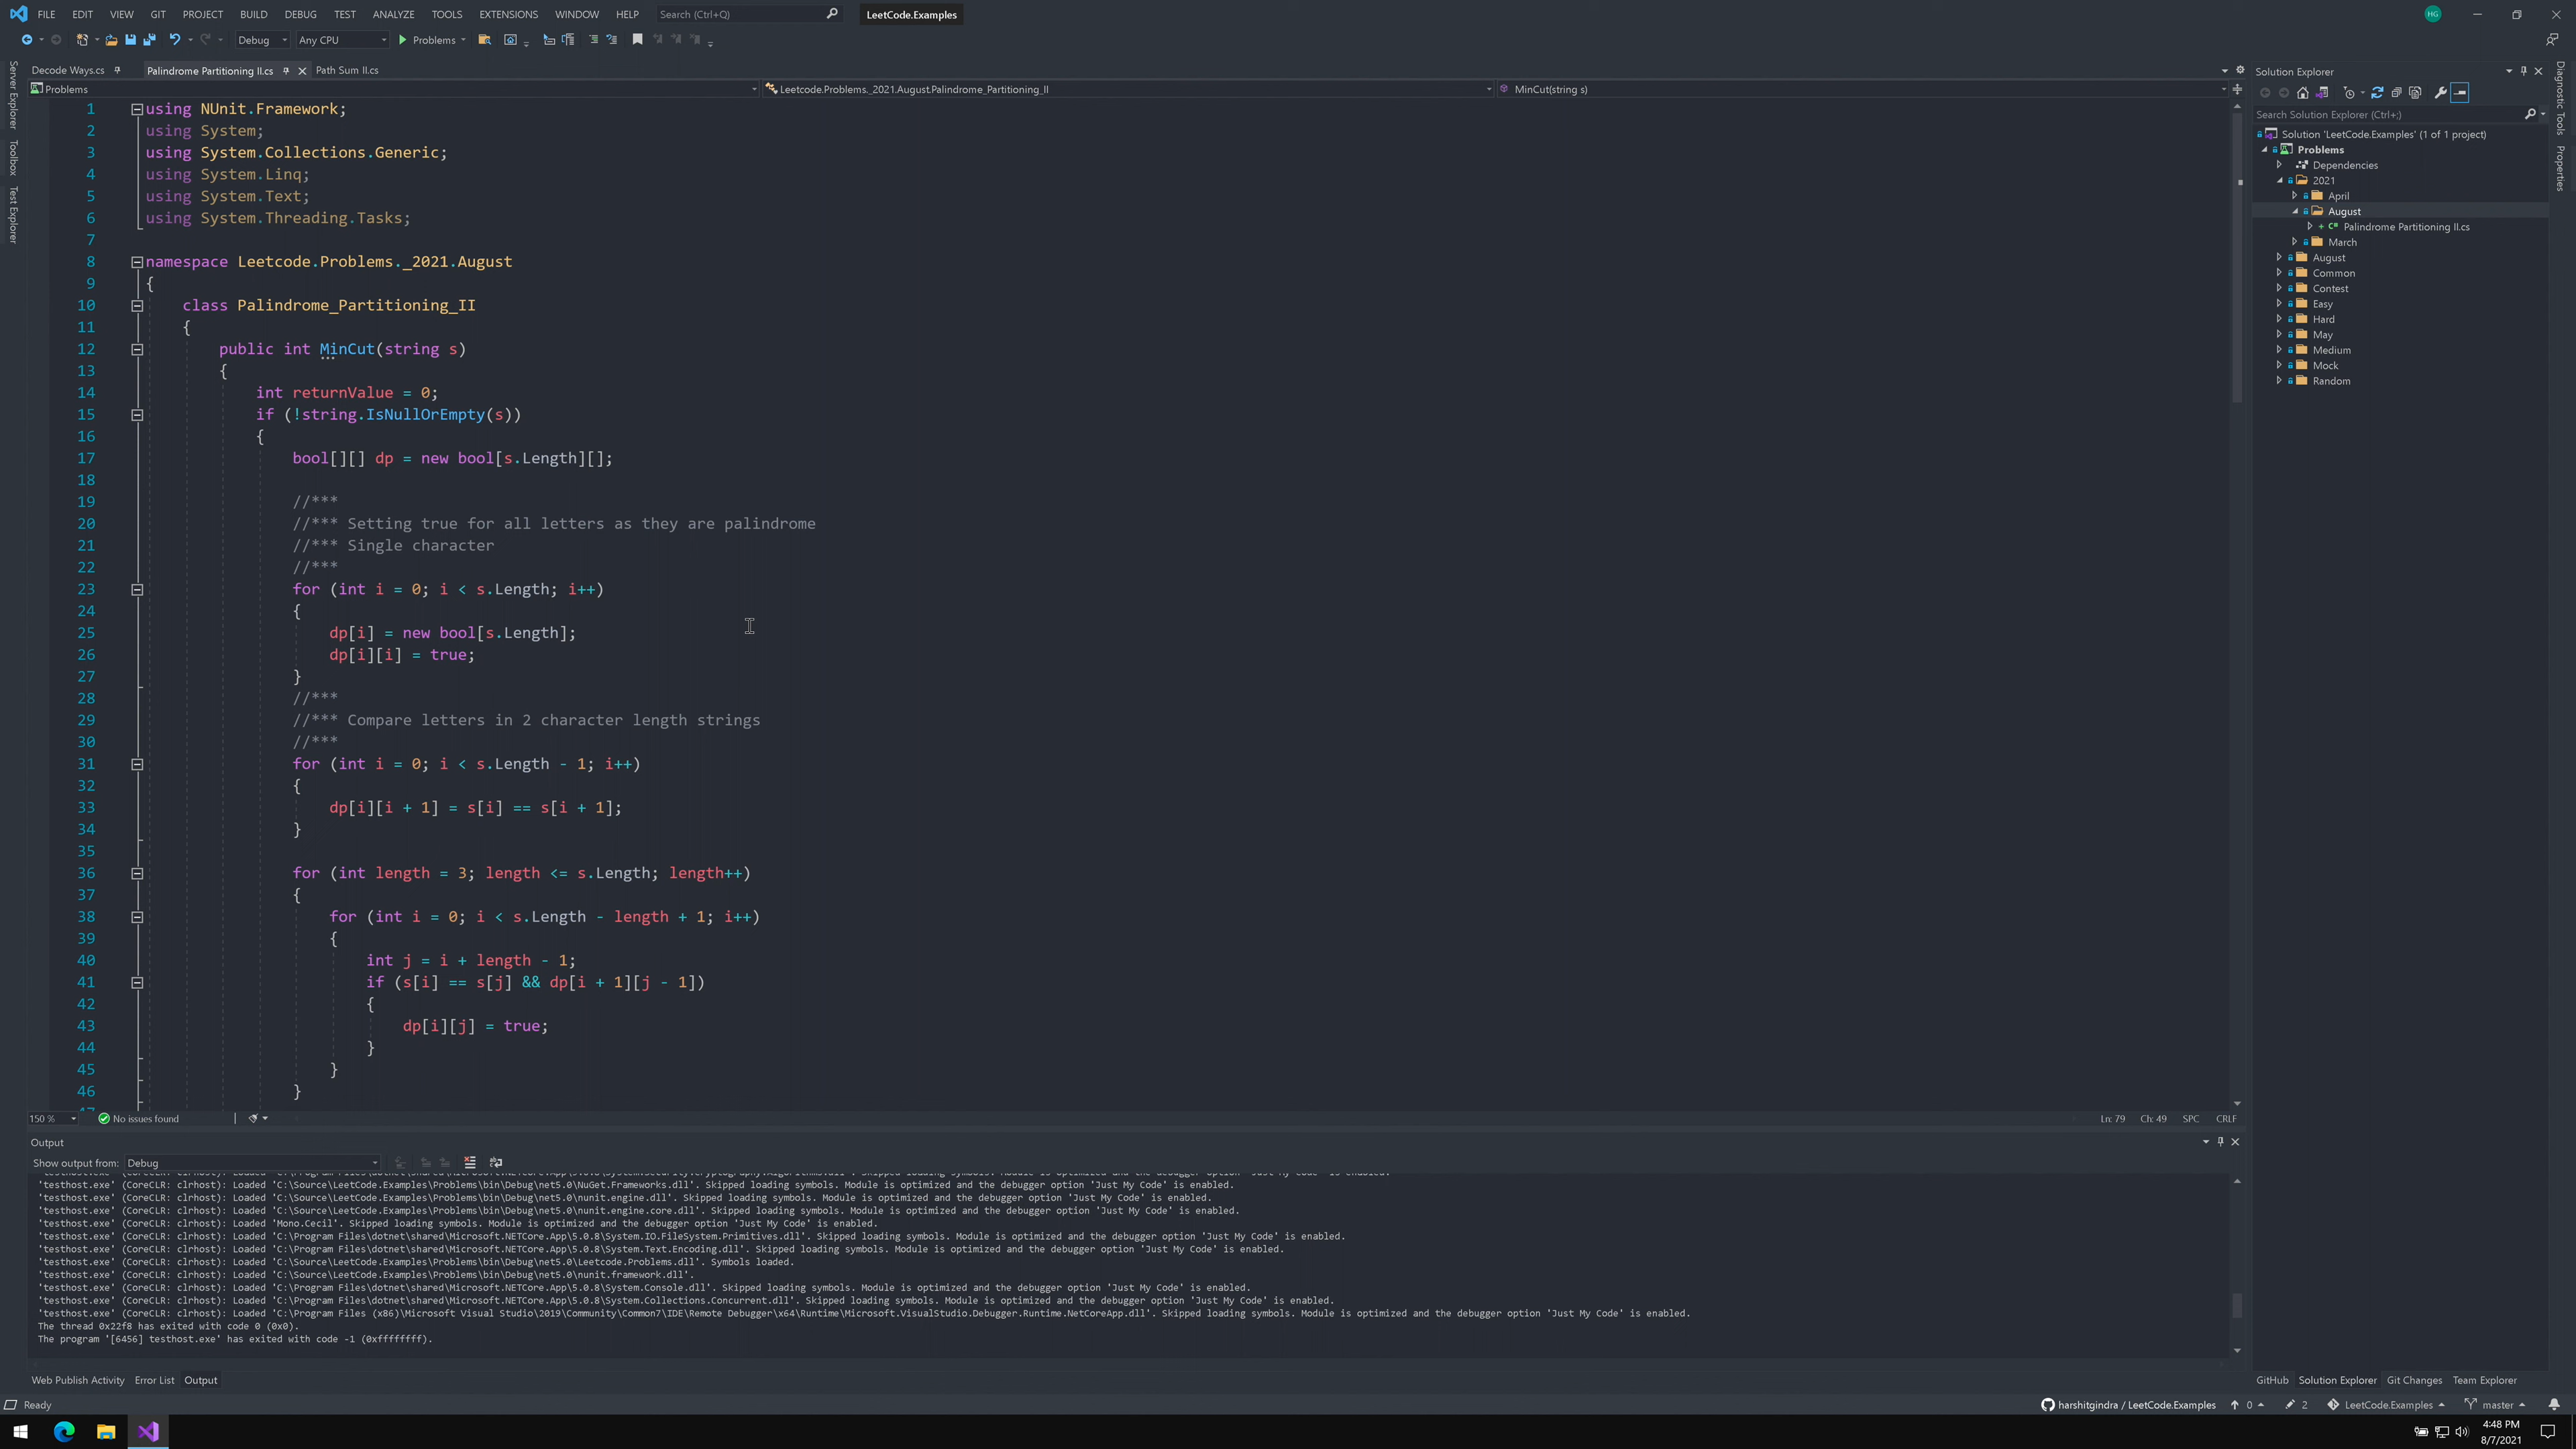 FILE EDIT VIEW GIT PROJECT BUILD DEBUG TEST ANALYZE TOOLS EXTENSIONS WINDOW HELP Search (Ctrl+Q) LeetCode.Examples HG
Debug Any CPU Problems
Server Explorer
Toolbox
Test Explorer
Decode Ways.cs Palindrome Partitioning II.cs Path Sum II.cs
Problems Leetcode.Problems._2021.August.Palindrome_Partitioning_II MinCut(string s)
1 using NUnit.Framework;
2 using System;
3 using System.Collections.Generic;
4 using System.Linq;
5 using System.Text;
6 using System.Threading.Tasks;
7
8 namespace Leetcode.Problems._2021.August
9 {
10 class Palindrome_Partitioning_II
11 {
12 public int MinCut(string s)
13 {
14 int returnValue = 0;
15 if (!string.IsNullOrEmpty(s))
16 {
17 bool[][] dp = new bool[s.Length][];
18
19 //***
20 //*** Setting true for all letters as they are palindrome
21 //*** Single character
22 //***
23 for (int i = 0; i < s.Length; i++)
24 {
25 dp[i] = new bool[s.Length];
26 dp[i][i] = true;
27 }
28 //***
29 //*** Compare letters in 2 character length strings
30 //***
31 for (int i = 0; i < s.Length - 1; i++)
32 {
33 dp[i][i + 1] = s[i] == s[i + 1];
34 }
35
36 for (int length = 3; length <= s.Length; length++)
37 {
38 for (int i = 0; i < s.Length - length + 1; i++)
39 {
40 int j = i + length - 1;
41 if (s[i] == s[j] && dp[i + 1][j - 1])
42 {
43 dp[i][j] = true;
44 }
45 }
46 }
150 % No issues found Ln: 79 Ch: 49 SPC CRLF
Output
Show output from: Debug
'testhost.exe' (CoreCLR: clrhost): Loaded 'C:\Source\LeetCode.Examples\Problems\bin\Debug\net5.0\NuGet.Frameworks.dll'. Skipped loading symbols. Module is optimized and the debugger option 'Just My Code' is enabled.
'testhost.exe' (CoreCLR: clrhost): Loaded 'C:\Source\LeetCode.Examples\Problems\bin\Debug\net5.0\nunit.engine.dll'. Skipped loading symbols. Module is optimized and the debugger option 'Just My Code' is enabled.
'testhost.exe' (CoreCLR: clrhost): Loaded 'C:\Source\LeetCode.Examples\Problems\bin\Debug\net5.0\nunit.engine.core.dll'. Skipped loading symbols. Module is optimized and the debugger option 'Just My Code' is enabled.
'testhost.exe' (CoreCLR: clrhost): Loaded 'Mono.Cecil'. Skipped loading symbols. Module is optimized and the debugger option 'Just My Code' is enabled.
'testhost.exe' (CoreCLR: clrhost): Loaded 'C:\Program Files\dotnet\shared\Microsoft.NETCore.App\5.0.8\System.IO.FileSystem.Primitives.dll'. Skipped loading symbols. Module is optimized and the debugger option 'Just My Code' is enabled.
'testhost.exe' (CoreCLR: clrhost): Loaded 'C:\Program Files\dotnet\shared\Microsoft.NETCore.App\5.0.8\System.Text.Encoding.dll'. Skipped loading symbols. Module is optimized and the debugger option 'Just My Code' is enabled.
'testhost.exe' (CoreCLR: clrhost): Loaded 'C:\Source\LeetCode.Examples\Problems\bin\Debug\net5.0\Leetcode.Problems.dll'. Symbols loaded.
'testhost.exe' (CoreCLR: clrhost): Loaded 'C:\Source\LeetCode.Examples\Problems\bin\Debug\net5.0\nunit.framework.dll'.
'testhost.exe' (CoreCLR: clrhost): Loaded 'C:\Program Files\dotnet\shared\Microsoft.NETCore.App\5.0.8\System.Console.dll'. Skipped loading symbols. Module is optimized and the debugger option 'Just My Code' is enabled.
'testhost.exe' (CoreCLR: clrhost): Loaded 'C:\Program Files\dotnet\shared\Microsoft.NETCore.App\5.0.8\System.Collections.Concurrent.dll'. Skipped loading symbols. Module is optimized and the debugger option 'Just My Code' is enabled.
'testhost.exe' (CoreCLR: clrhost): Loaded 'C:\Program Files (x86)\Microsoft Visual Studio\2019\Community\Common7\IDE\Remote Debugger\x64\Runtime\Microsoft.VisualStudio.Debugger.Runtime.NetCoreApp.dll'. Skipped loading symbols. Module is optimized and the debugger option 'Just My Code' is enabled.
The thread 0x22f8 has exited with code 0 (0x0).
The program '[6456] testhost.exe' has exited with code -1 (0xffffffff).
Web Publish Activity Error List Output
Solution Explorer
Search Solution Explorer (Ctrl+;)
Solution 'LeetCode.Examples' (1 of 1 project)
Problems
Dependencies
2021
April
August
Palindrome Partitioning II.cs
March
August
Common
Contest
Easy
Hard
May
Medium
Mock
Random
Diagnostic Tools
Properties
GitHub Solution Explorer Git Changes Team Explorer
Ready harshitgindra / LeetCode.Examples 0 2 LeetCode.Examples master
4:48 PM
8/7/2021